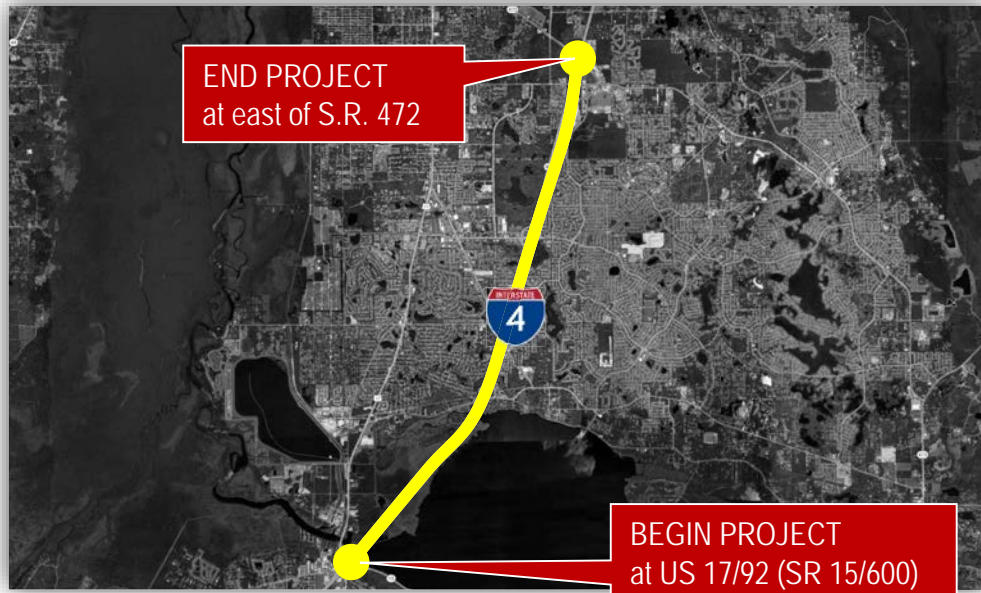 END PROJECT
at east of S.R. 472
INTERSTATE
4
BEGIN PROJECT
at US 17/92 (SR 15/600)